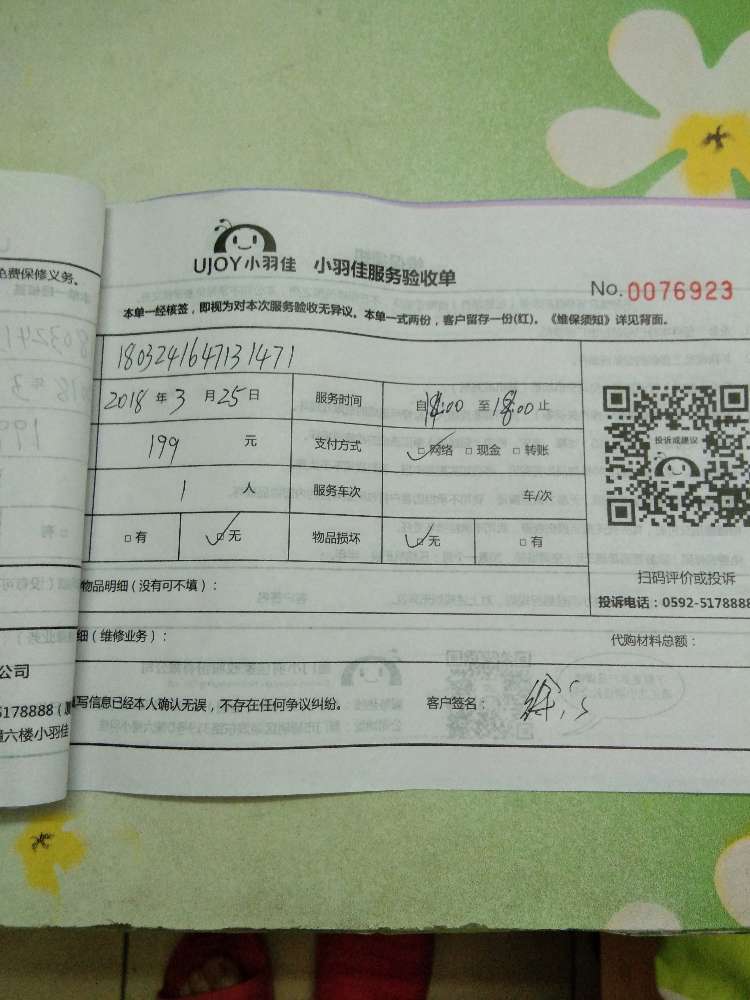 免费保修义务。
UJOY小羽佳 小羽佳服务验收单
No.0076923
本单一经核签，即视为对本次服务验收无异议。本单一式两份，客户留存一份(红)。《维保须知》详见背面。
1803241647131471
2018 年 3 月 25 日 服务时间 自 :00 至 18:00 止
199 元 支付方式 ✓□网络 □现金 □转账
1 人 服务车次 车/次
□有 ✓□无 物品损坏 ✓□无 □有
投诉或建议
扫码评价或投诉
投诉电话：0592-5178888
物品明细（没有可不填）：
细（维修业务）： 代购材料总额：
公司
5178888
写信息已经本人确认无误，不存在任何争议纠纷。 客户签名：
六楼小羽佳